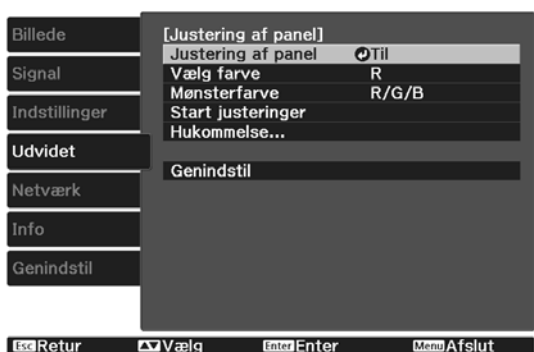 Billede
Signal
Indstillinger
Udvidet
Netværk
Info
Genindstil
[Justering af panel]
Justering af panel Til
Vælg farve R
Mønsterfarve R/G/B
Start justeringer
Hukommelse...
Genindstil
Esc Retur Vælg Enter Enter Menu Afslut